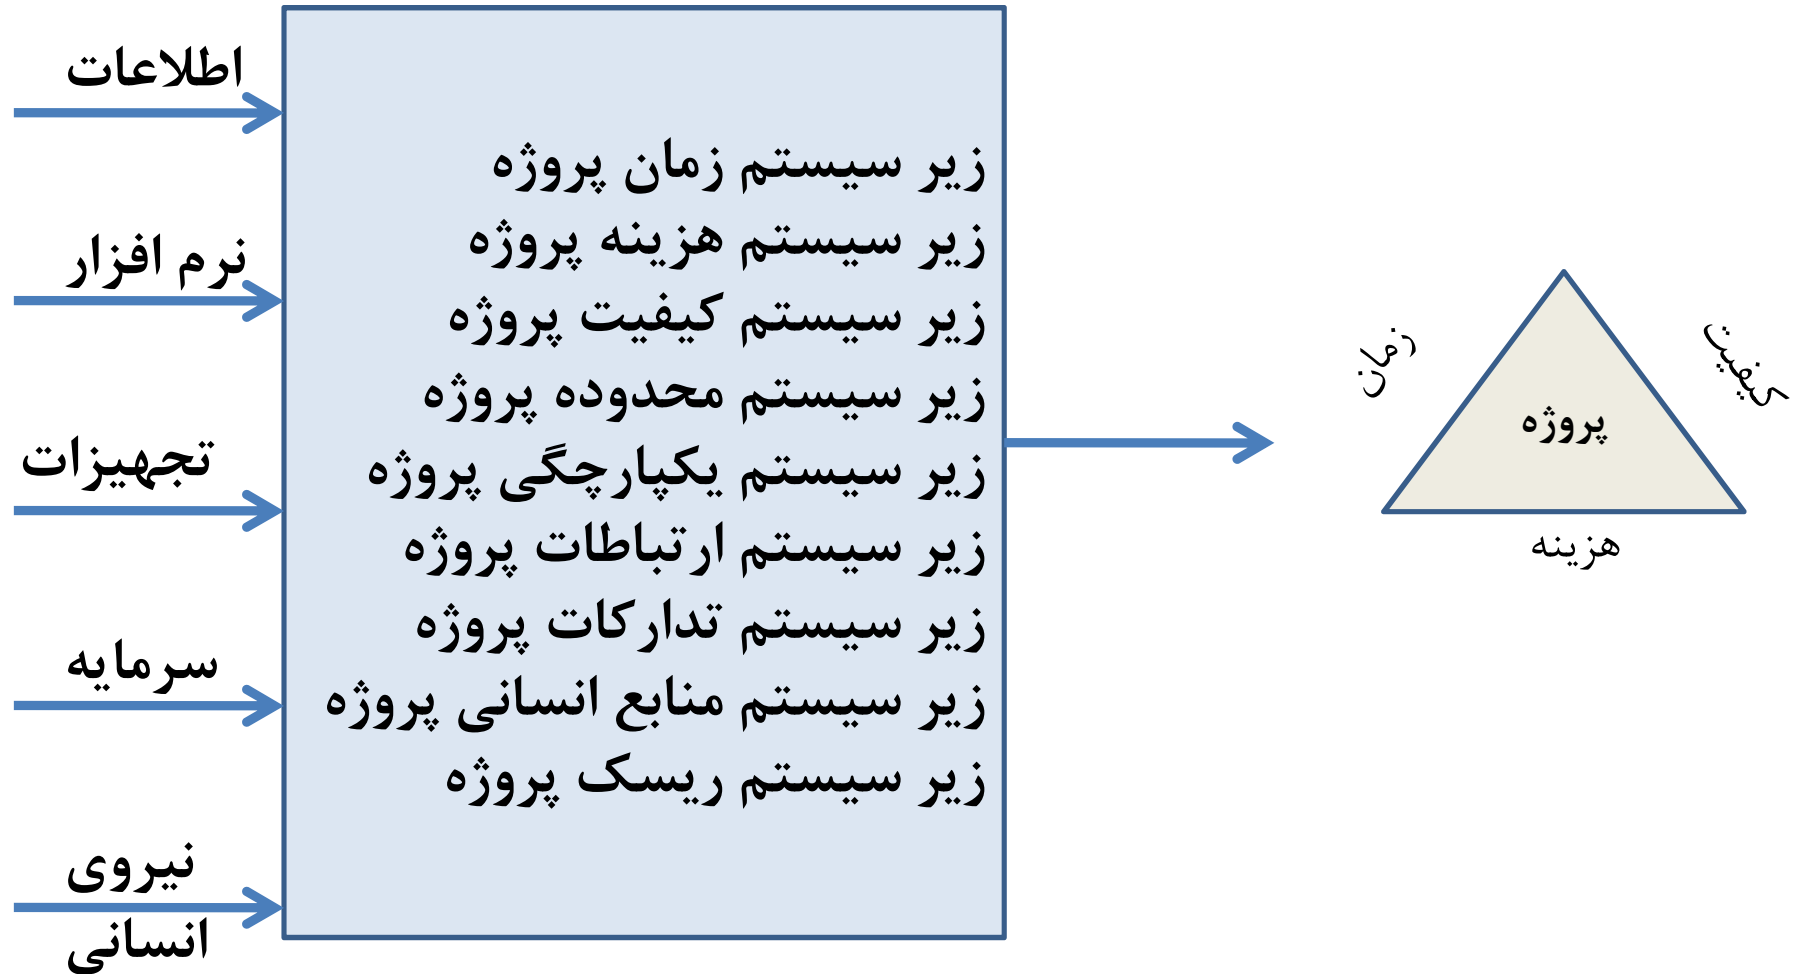 اطلاعات
نرم افزار
تجهیزات
سرمایه
نیروی
انسانی
زیر سیستم زمان پروژه
زیر سیستم هزینه پروژه
زیر سیستم کیفیت پروژه
زیر سیستم محدوده پروژه
زیر سیستم یکپارچگی پروژه
زیر سیستم ارتباطات پروژه
زیر سیستم تدارکات پروژه
زیر سیستم منابع انسانی پروژه
زیر سیستم ریسک پروژه
زمان
کیفیت
پروژه
هزینه